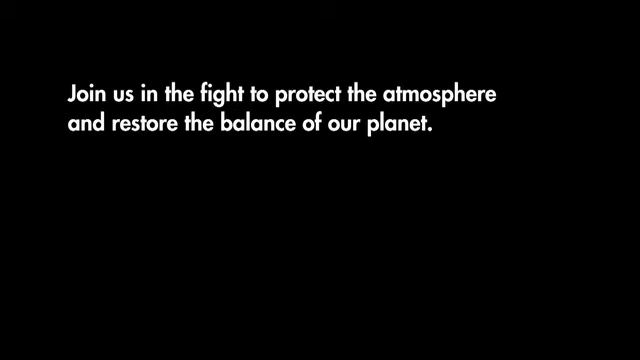 Join us in the fight to protect the atmosphere
and restore the balance of our planet.